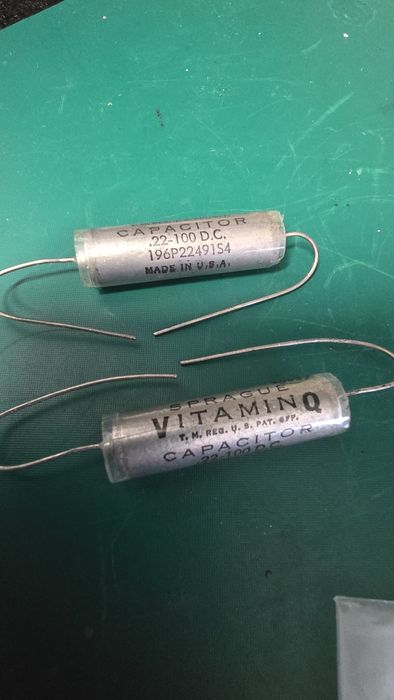 CAPACITOR
.22-100 D.C.
196P22491S4
MADE IN U.S.A.
SPRAGUE
VITAMIN Q
T.M. REG. U.S. PAT. OFF.
CAPACITOR
.22-100 D.C.